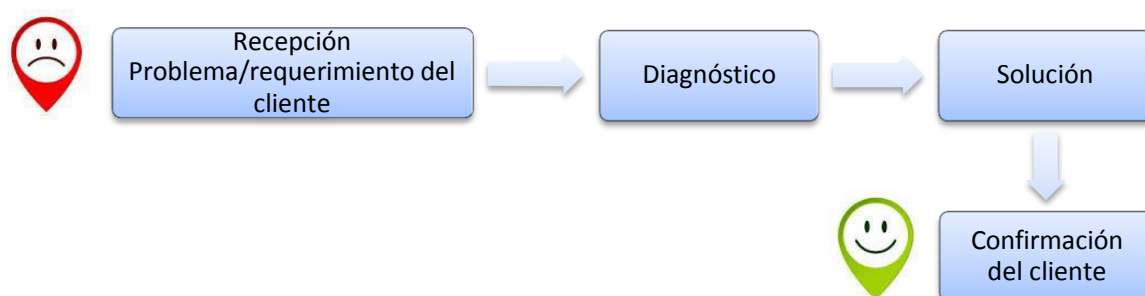 Recepción
Problema/requerimiento del
cliente
Diagnóstico
Solución
Confirmación
del cliente